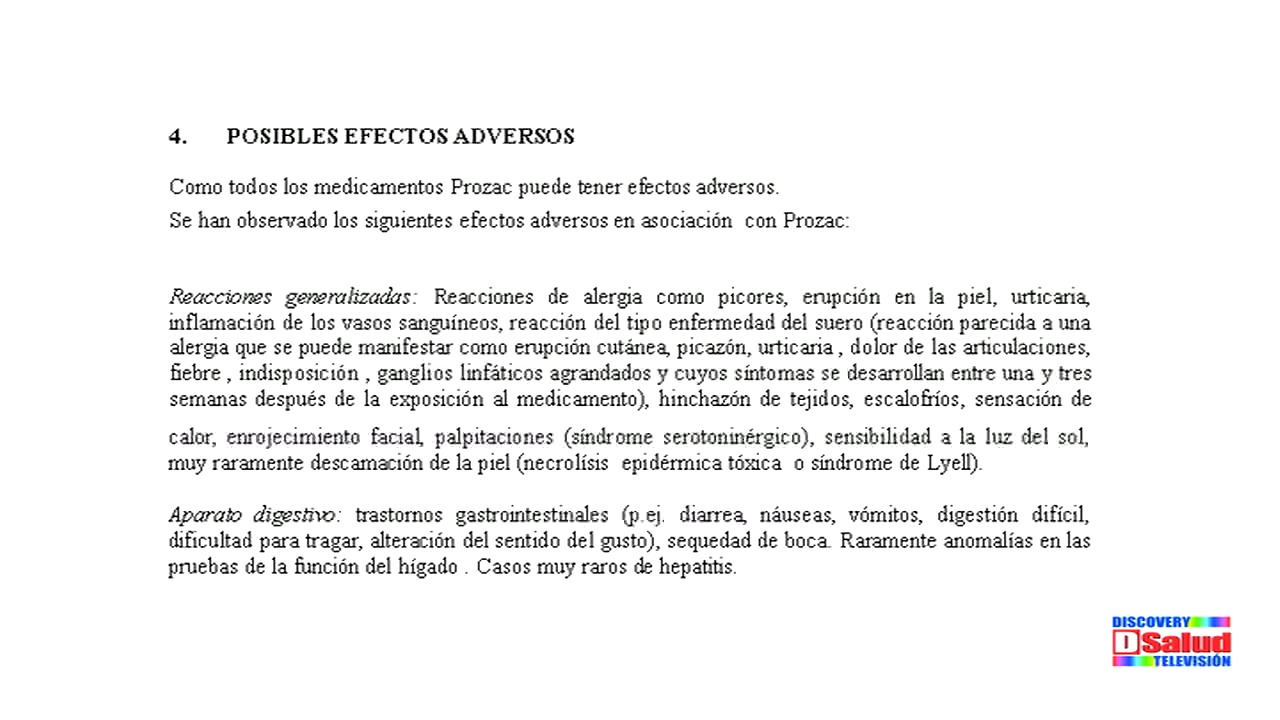 4. POSIBLES EFECTOS ADVERSOS
Como todos los medicamentos Prozac puede tener efectos adversos.
Se han observado los siguientes efectos adversos en asociación con Prozac:
Reacciones generalizadas: Reacciones de alergia como picores, erupción en la piel, urticaria,
inflamación de los vasos sanguíneos, reacción del tipo enfermedad del suero (reacción parecida a una
alergia que se puede manifestar como erupción cutánea, picazón, urticaria , dolor de las articulaciones,
fiebre , indisposición , ganglios linfáticos agrandados y cuyos síntomas se desarrollan entre una y tres
semanas después de la exposición al medicamento), hinchazón de tejidos, escalofríos, sensación de
calor, enrojecimiento facial, palpitaciones (síndrome serotoninérgico), sensibilidad a la luz del sol,
muy raramente descamación de la piel (necrolísis epidérmica tóxica o síndrome de Lyell).
Aparato digestivo: trastornos gastrointestinales (p.ej. diarrea, náuseas, vómitos, digestión difícil,
dificultad para tragar, alteración del sentido del gusto), sequedad de boca. Raramente anomalías en las
pruebas de la función del hígado . Casos muy raros de hepatitis.
DISCOVERY
DSalud
TELEVISIÓN